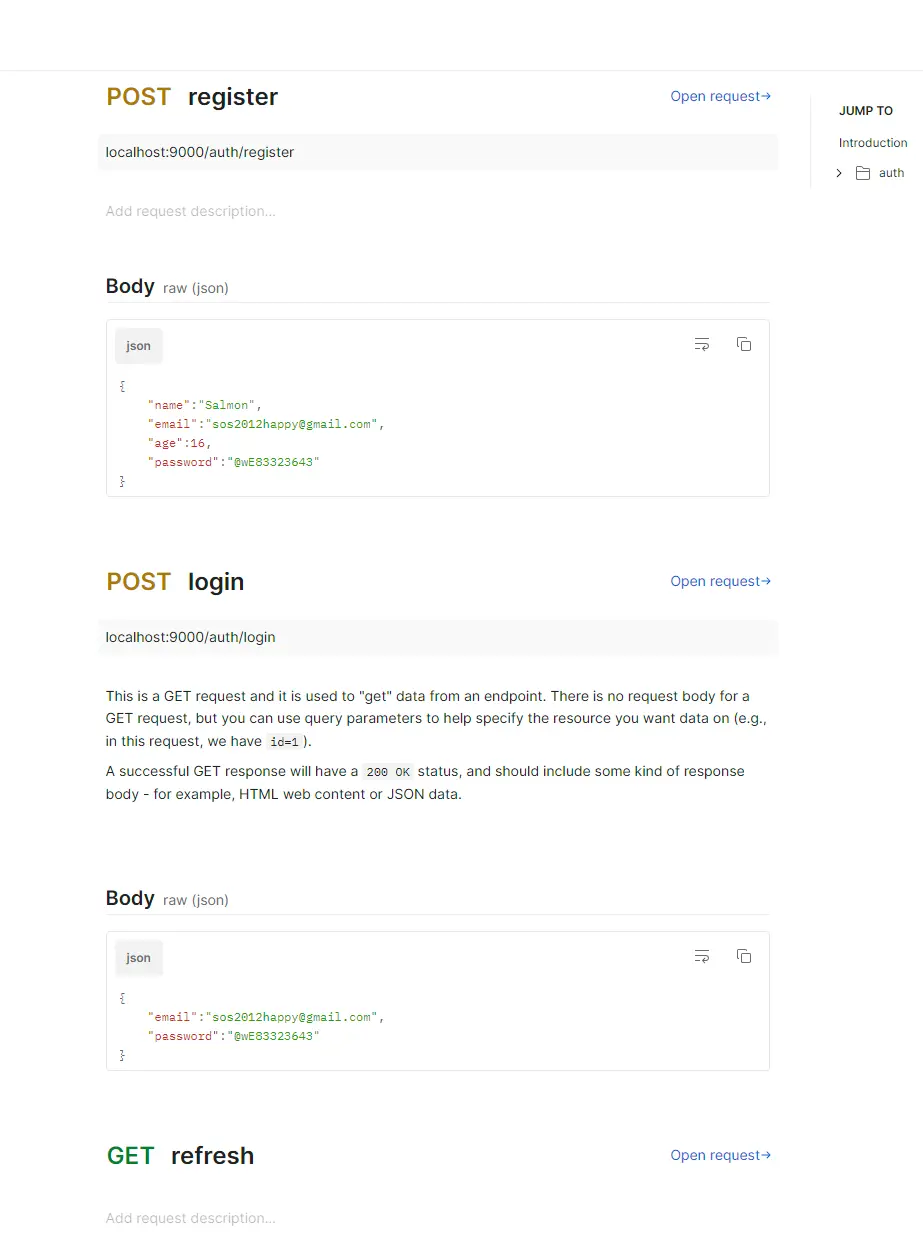 POST register
Open request→
JUMP TO
Introduction
auth
localhost:9000/auth/register
Add request description...
Body raw (json)
json
{
"name":"Salmon",
"email":"sos2012happy@gmail.com",
"age":16,
"password":"@wE83323643"
}
POST login
Open request→
localhost:9000/auth/login
This is a GET request and it is used to "get" data from an endpoint. There is no request body for a
GET request, but you can use query parameters to help specify the resource you want data on (e.g.,
in this request, we have id=1 ).
A successful GET response will have a 200 OK status, and should include some kind of response
body - for example, HTML web content or JSON data.
Body raw (json)
json
{
"email":"sos2012happy@gmail.com",
"password":"@wE83323643"
}
GET refresh
Open request→
Add request description...